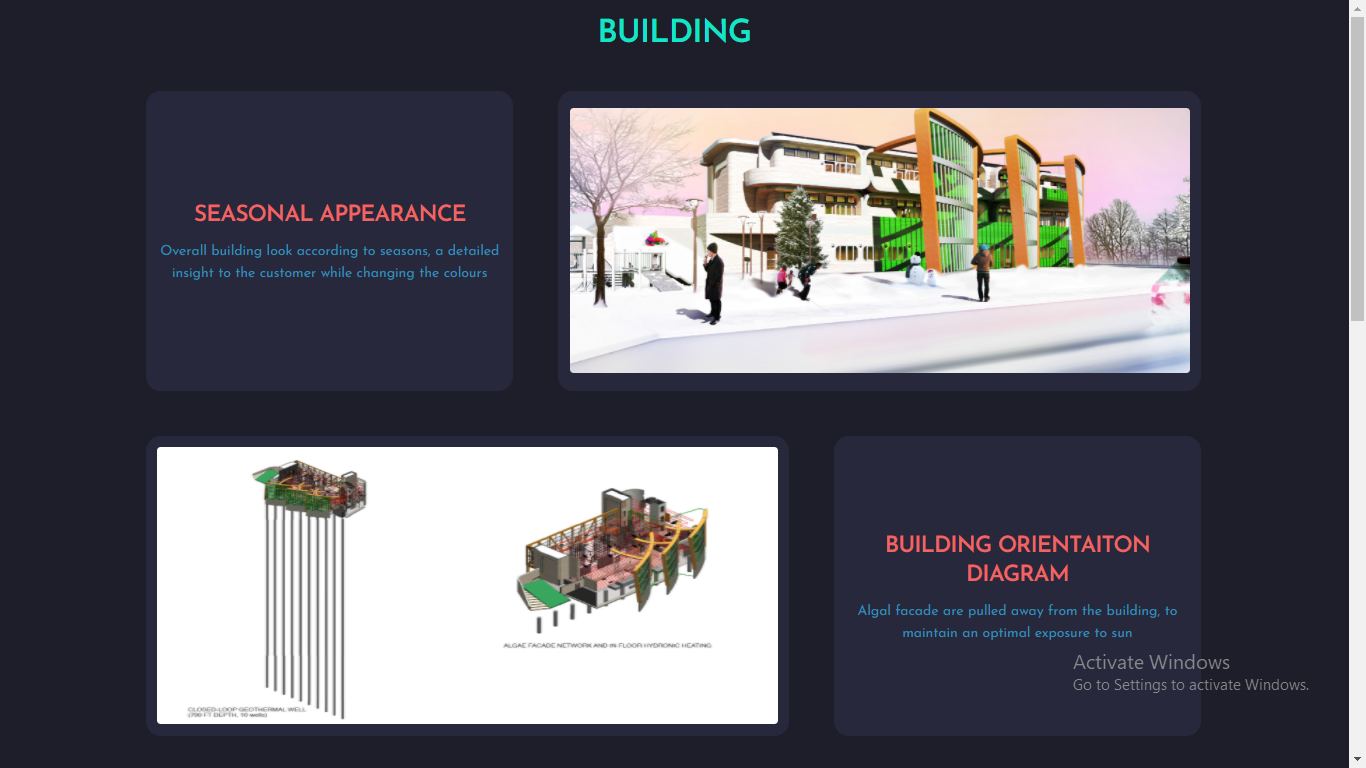 BUILDING
SEASONAL APPEARANCE
Overall building look according to seasons, a detailed
insight to the customer while changing the colours
CLOSED-LOOP GEOTHERMAL WELL
(790 FT DEPTH, 10 wells)
ALGAE FACADE NETWORK AND IN-FLOOR HYDRONIC HEATING
BUILDING ORIENTAITON
DIAGRAM
Algal facade are pulled away from the building, to
maintain an optimal exposure to sun
Activate Windows
Go to Settings to activate Windows.